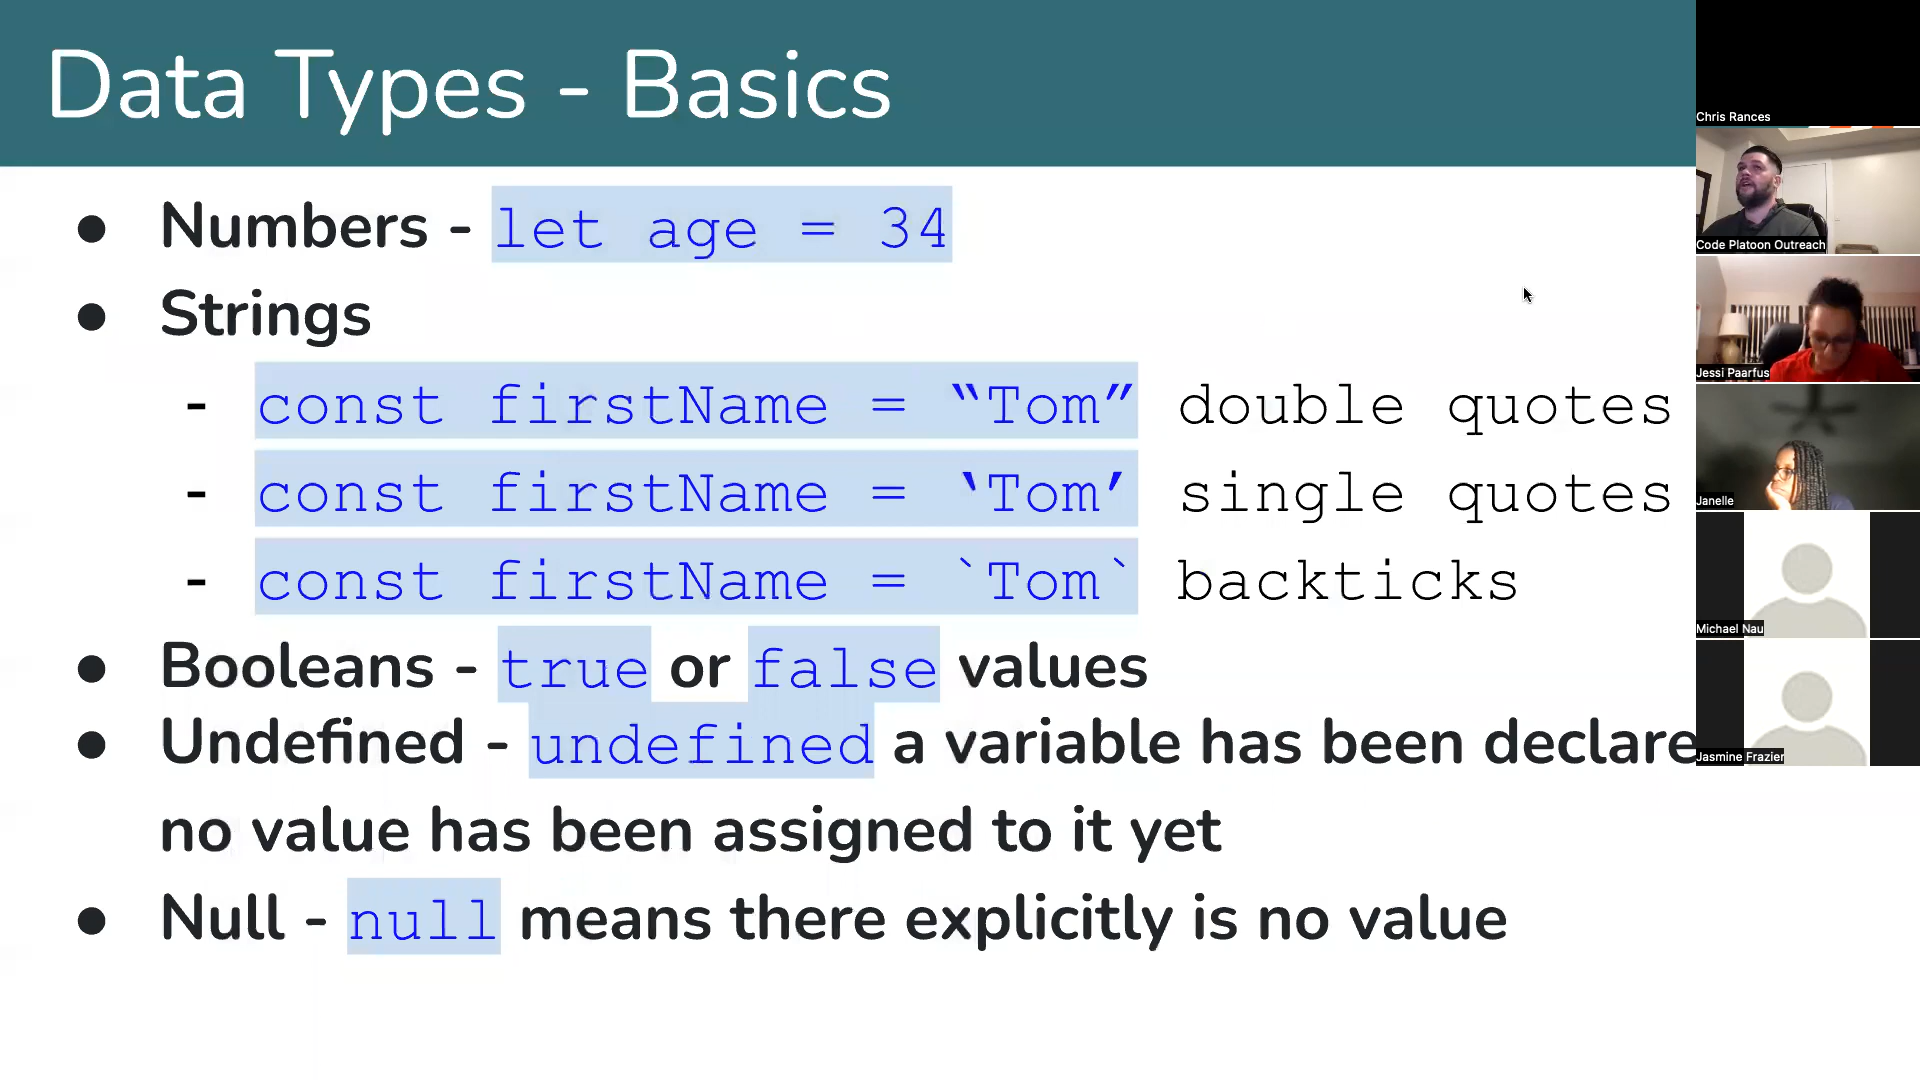 Data Types - Basics
● Numbers - let age = 34
● Strings
- const firstName = “Tom” double quotes
- const firstName = ‘Tom’ single quotes
- const firstName = `Tom` backticks
● Booleans - true or false values
● Undefined - undefined a variable has been declare
no value has been assigned to it yet
● Null - null means there explicitly is no value
Chris Rances
Code Platoon Outreach
Jessi Paarfus
Janelle
Michael Nau
Jasmine Frazier